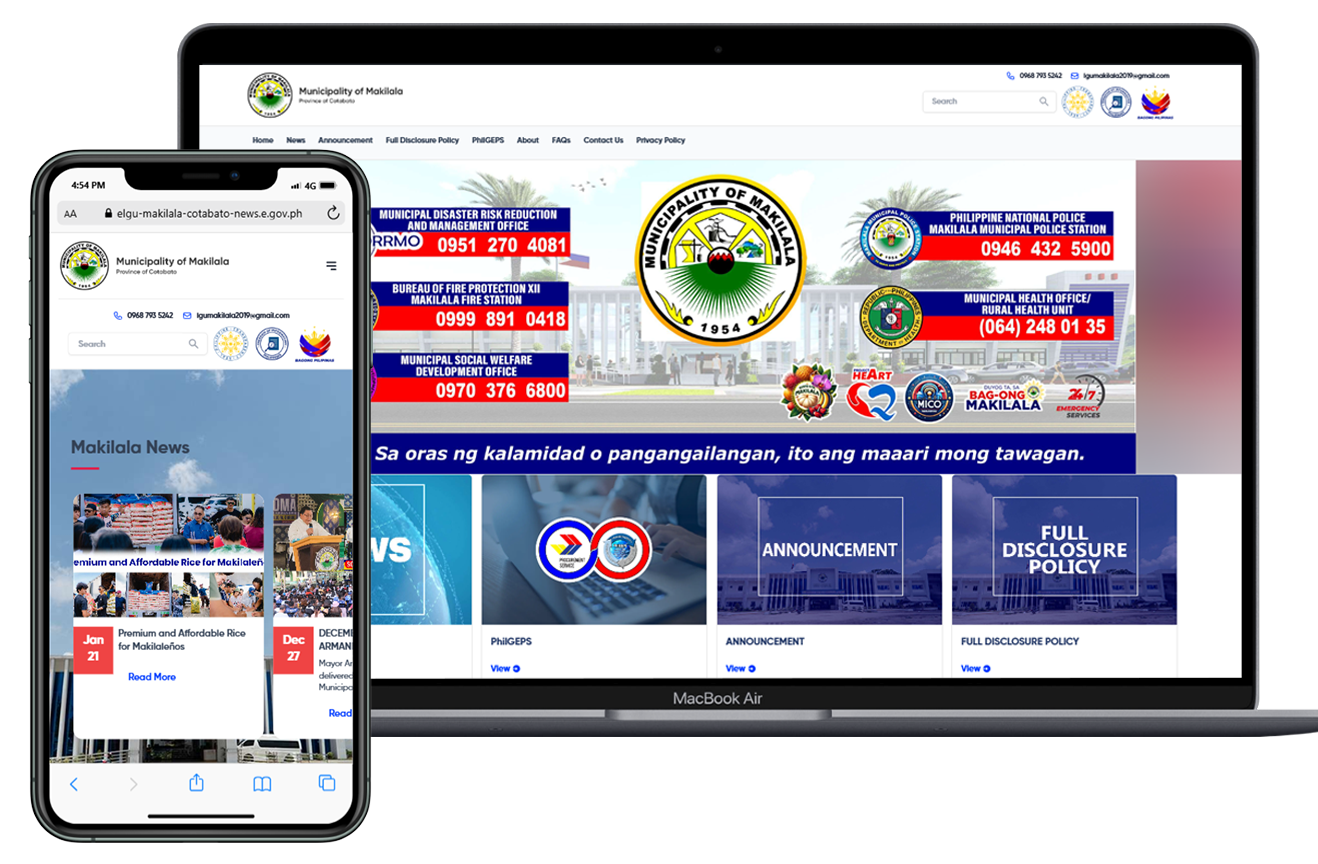 Municipality of Makilala
Province of Cotabato
0968 793 5242 lgumakilala2019@gmail.com
Search
BAGONG PILIPINAS
Home News Announcement Full Disclosure Policy PhilGEPS About FAQs Contact Us Privacy Policy
MUNICIPAL DISASTER RISK REDUCTION
AND MANAGEMENT OFFICE
RRMO 0951 270 4081
BUREAU OF FIRE PROTECTION XII
MAKILALA FIRE STATION
0999 891 0418
MUNICIPAL SOCIAL WELFARE
DEVELOPMENT OFFICE
0970 376 6800
MUNICIPALITY OF MAKILALA
1954
PHILIPPINE NATIONAL POLICE
MAKILALA MUNICIPAL POLICE STATION
0946 432 5900
MUNICIPAL HEALTH OFFICE/
RURAL HEALTH UNIT
(064) 248 01 35
MAKILALA
HEART
MICO
DUYOG TA, SA
BAG-ONG
MAKILALA
24/7
EMERGENCY
SERVICES
Sa oras ng kalamidad o pangangailangan, ito ang maaari mong tawagan.
WS
PROCUREMENT
SERVICE
ANNOUNCEMENT
FULL
DISCLOSURE
POLICY
PhilGEPS
View
ANNOUNCEMENT
View
FULL DISCLOSURE POLICY
View
MacBook Air
4:54 PM 4G
AA elgu-makilala-cotabato-news.e.gov.ph
Municipality of Makilala
Province of Cotabato
0968 793 5242 lgumakilala2019@gmail.com
Search
BAGONG PILIPINAS
Makilala News
emium and Affordable Rice for Makilaleñ
Jan
21
Premium and Affordable Rice
for Makilaleños
Read More
Dec
27
DECEME
ARMANI
Mayor Ar
delivered
Municipa
Read